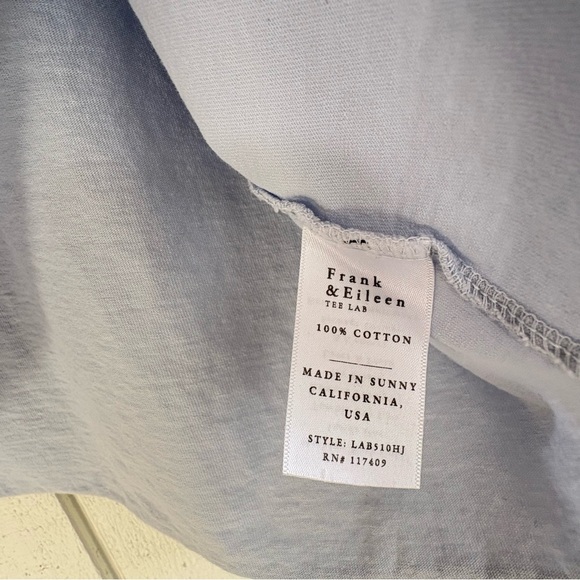 Frank
&Eileen
TEE LAB
100% COTTON
MADE IN SUNNY
CALIFORNIA,
USA
STYLE: LAB510HJ
RN# 117409